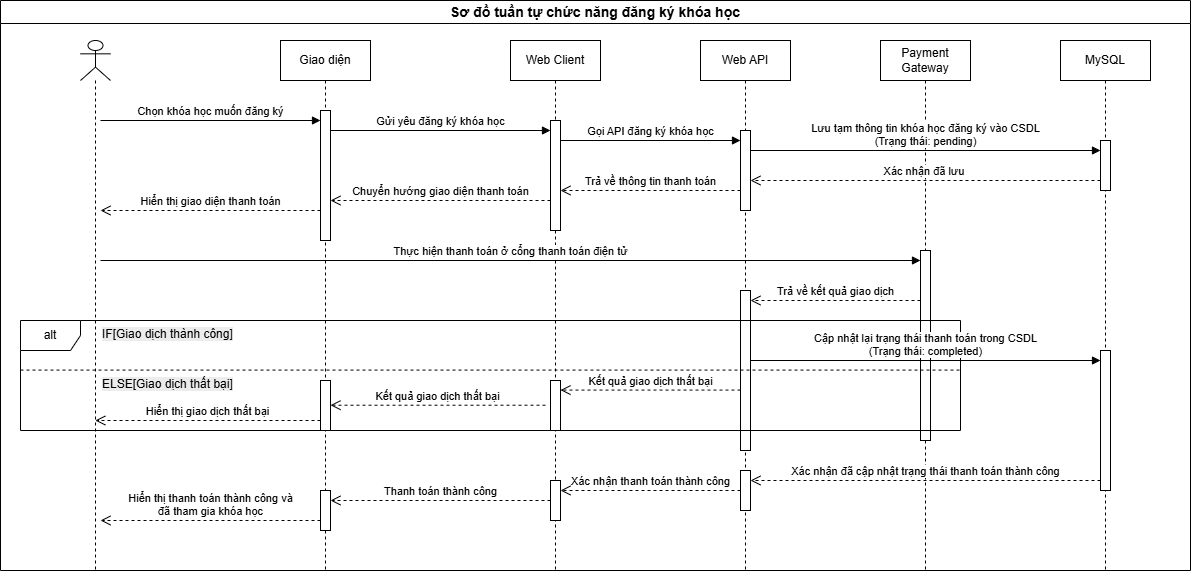 Sơ đồ tuần tự chức năng đăng ký khóa học
Giao diện
Web Client
Web API
Payment
Gateway
MySQL
Chọn khóa học muốn đăng ký
Gửi yêu đăng ký khóa học
Gọi API đăng ký khóa học
Lưu tạm thông tin khóa học đăng ký vào CSDL
(Trạng thái: pending)
Xác nhận đã lưu
Trả về thông tin thanh toán
Chuyển hướng giao diện thanh toán
Hiển thị giao diện thanh toán
Thực hiện thanh toán ở cổng thanh toán điện tử
Trả về kết quả giao dịch
alt
IF[Giao dịch thành công]
Cập nhật lại trạng thái thanh toán trong CSDL
(Trạng thái: completed)
ELSE[Giao dịch thất bại]
Kết quả giao dịch thất bại
Kết quả giao dịch thất bại
Hiển thị giao dịch thất bại
Xác nhận đã cập nhật trạng thái thanh toán thành công
Xác nhận thanh toán thành công
Thanh toán thành công
Hiển thị thanh toán thành công và
đã tham gia khóa học